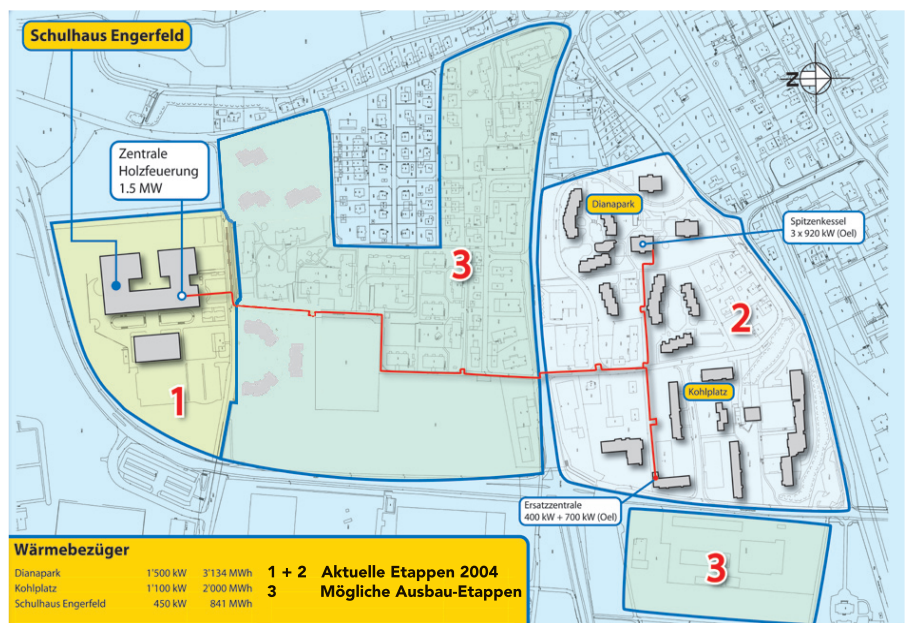 Schulhaus Engerfeld
Zentrale
Holzfeuerung
1.5 MW
N
Dianapark
Spitzenkessel
3 x 920 kW (Oel)
3
2
1
Kohlplatz
Ersatzzentrale
400 kW + 700 kW (Oel)
3
Wärmebezüger
Dianapark 1'500 kW 3'134 MWh
Kohlplatz 1'100 kW 2'000 MWh
Schulhaus Engerfeld 450 kW 841 MWh
1 + 2 Aktuelle Etappen 2004
3 Mögliche Ausbau-Etappen